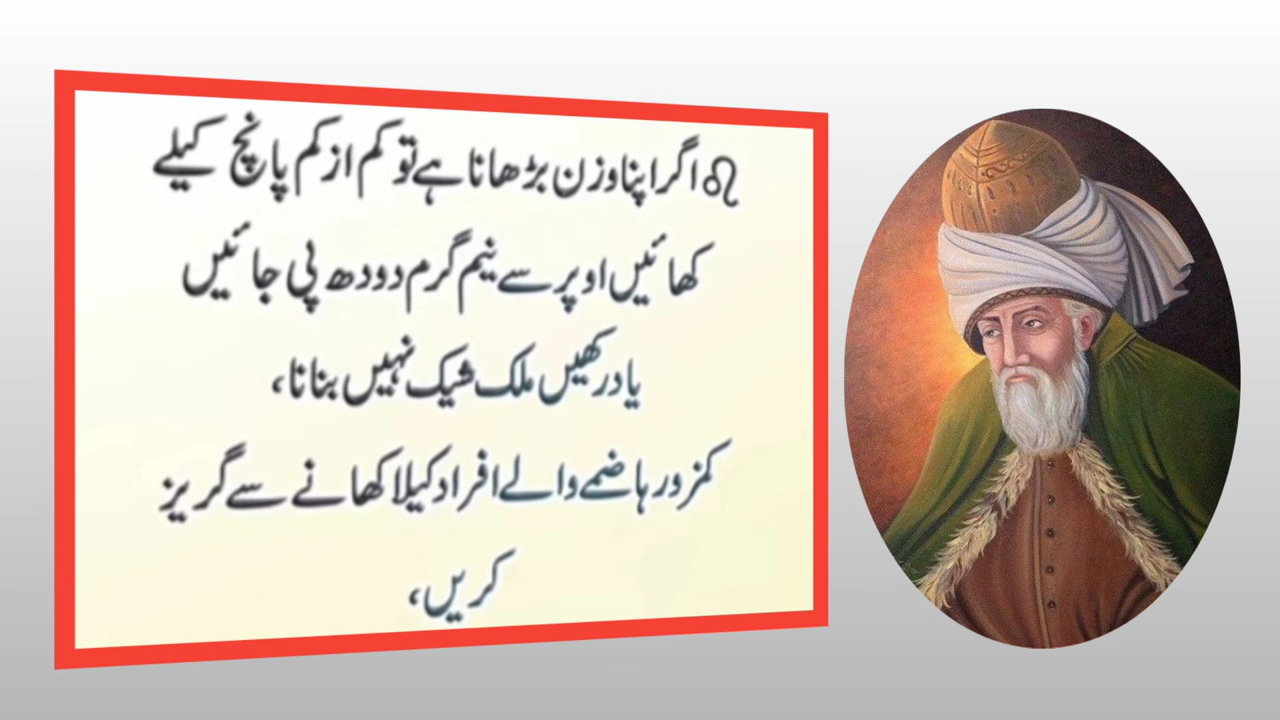 ♌اگر اپنا وزن بڑھانا ہے تو کم از کم پانچ کیلے
کھائیں اوپر سے نیم گرم دودھ پی جائیں
یاد رکھیں ملک شیک نہیں بنانا،
کمزور ہاضمے والے افراد کیلا کھانے سے گریز
کریں،